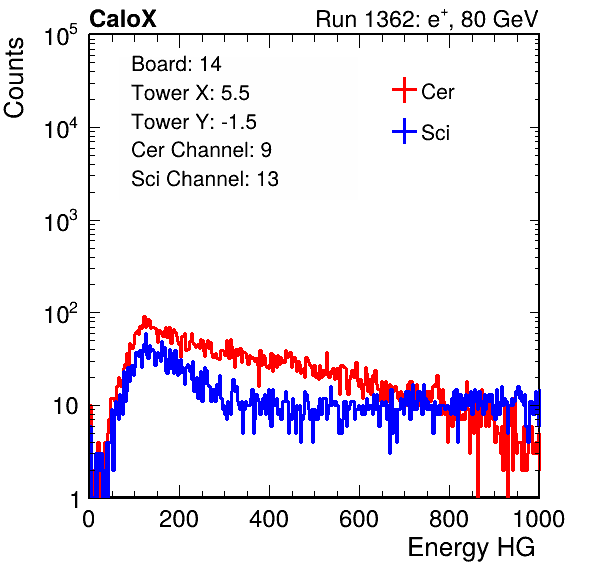 CaloX Run 1362: e⁺, 80 GeV
Counts
10⁵
10⁴
10³
10²
10
1
Board: 14
Tower X: 5.5
Tower Y: -1.5
Cer Channel: 9
Sci Channel: 13
Cer
Sci
0 200 400 600 800 1000
Energy HG